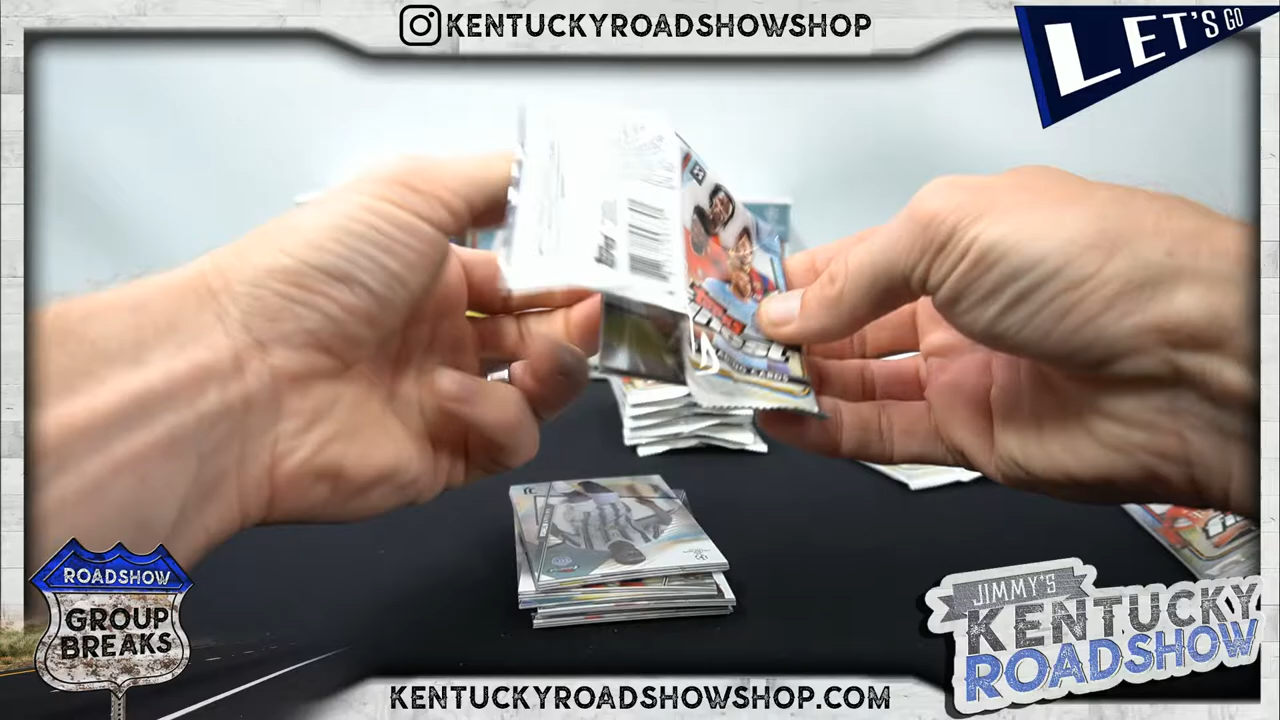 KENTUCKYROADSHOWSHOP
LET'S GO
ROADSHOW
GROUP
BREAKS
JIMMY'S
KENTUCKY
ROADSHOW
KENTUCKYROADSHOWSHOP.COM